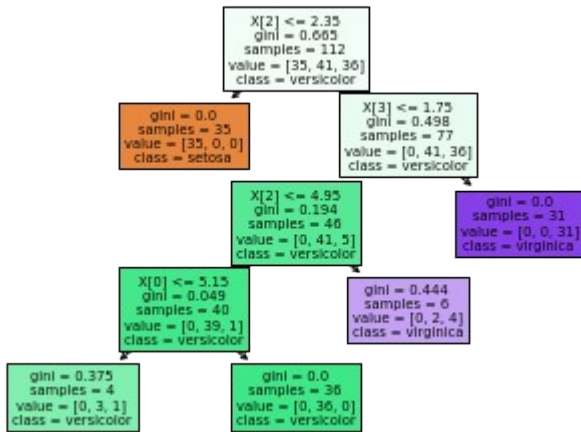 X[2] <= 2.35
gini = 0.665
samples = 112
value = [35, 41, 36]
class = versicolor
gini = 0.0
samples = 35
value = [35, 0, 0]
class = setosa
X[3] <= 1.75
gini = 0.498
samples = 77
value = [0, 41, 36]
class = versicolor
X[2] <= 4.95
gini = 0.194
samples = 46
value = [0, 41, 5]
class = versicolor
gini = 0.0
samples = 31
value = [0, 0, 31]
class = virginica
X[0] <= 5.15
gini = 0.049
samples = 40
value = [0, 39, 1]
class = versicolor
gini = 0.444
samples = 6
value = [0, 2, 4]
class = virginica
gini = 0.375
samples = 4
value = [0, 3, 1]
class = versicolor
gini = 0.0
samples = 36
value = [0, 36, 0]
class = versicolor